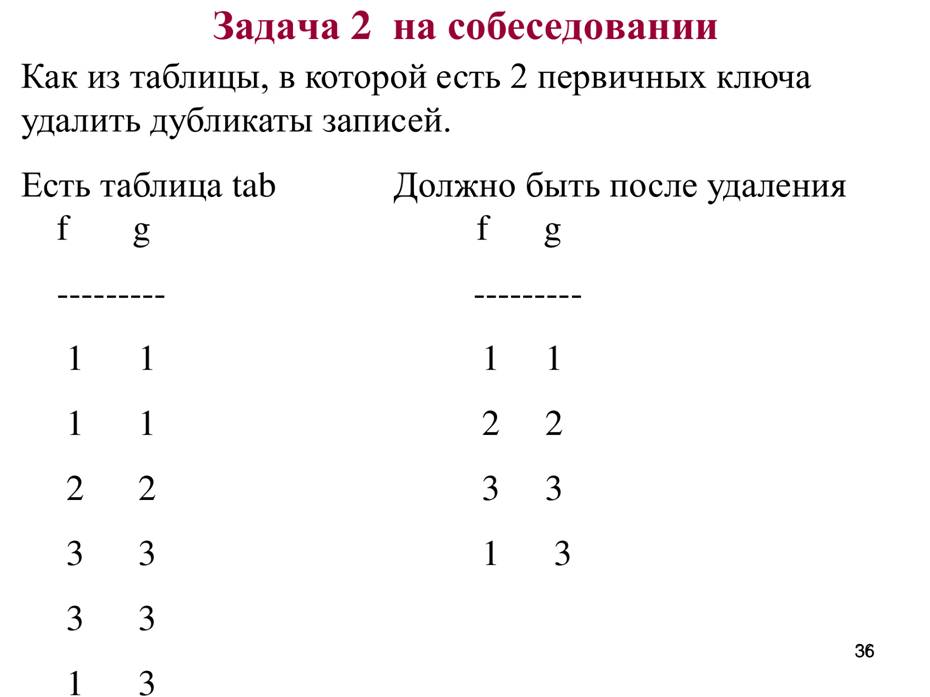 Задача 2 на собеседовании
Как из таблицы, в которой есть 2 первичных ключа
удалить дубликаты записей.
Есть таблица tab Должно быть после удаления
f g f g
--------- ---------
1 1 1 1
1 1 2 2
2 2 3 3
3 3 1 3
3 3
36
1 3